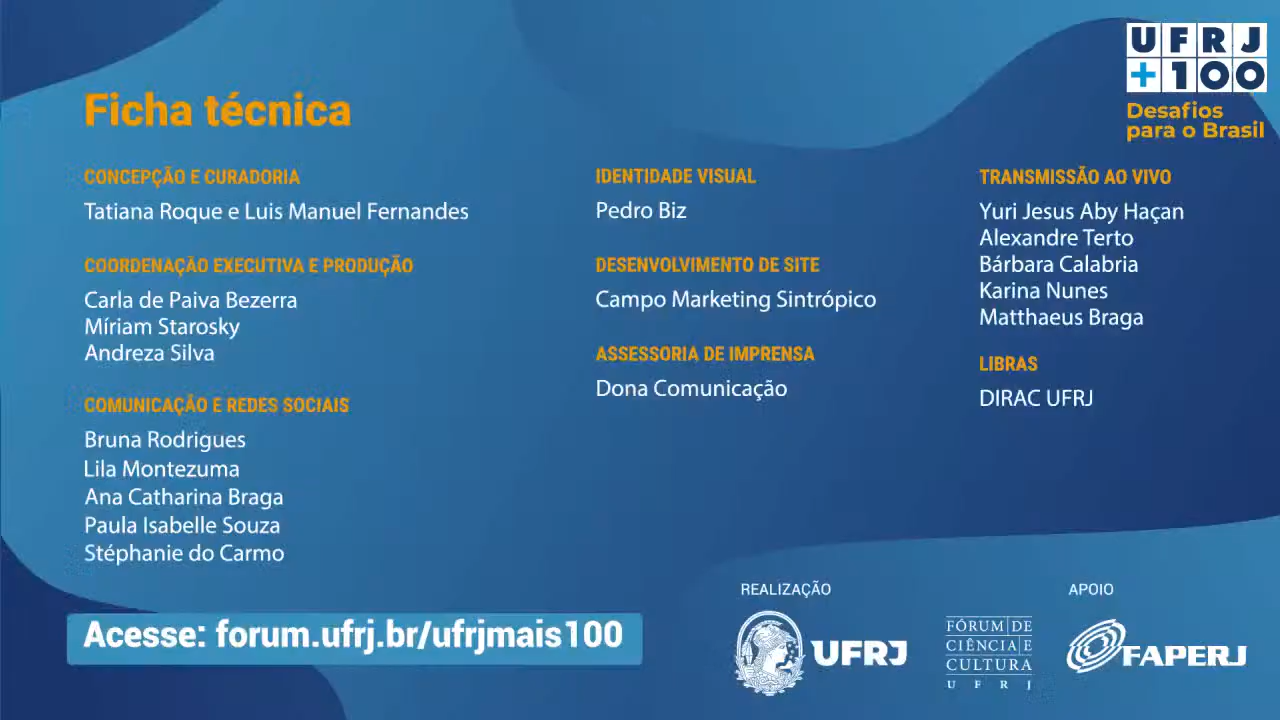 UFRJ
+100
Desafios
para o Brasil
Ficha técnica
CONCEPÇÃO E CURADORIA
Tatiana Roque e Luis Manuel Fernandes
COORDENAÇÃO EXECUTIVA E PRODUÇÃO
Carla de Paiva Bezerra
Míriam Starosky
Andreza Silva
COMUNICAÇÃO E REDES SOCIAIS
Bruna Rodrigues
Lila Montezuma
Ana Catharina Braga
Paula Isabelle Souza
Stéphanie do Carmo
IDENTIDADE VISUAL
Pedro Biz
DESENVOLVIMENTO DE SITE
Campo Marketing Sintrópico
ASSESSORIA DE IMPRENSA
Dona Comunicação
TRANSMISSÃO AO VIVO
Yuri Jesus Aby Haçan
Alexandre Terto
Bárbara Calabria
Karina Nunes
Matthaeus Braga
LIBRAS
DIRAC UFRJ
Acesse: forum.ufrj.br/ufrjmais100
REALIZAÇÃO
UFRJ
FÓRUM DE
CIÊNCIA E
CULTURA
UFRJ
APOIO
FAPERJ